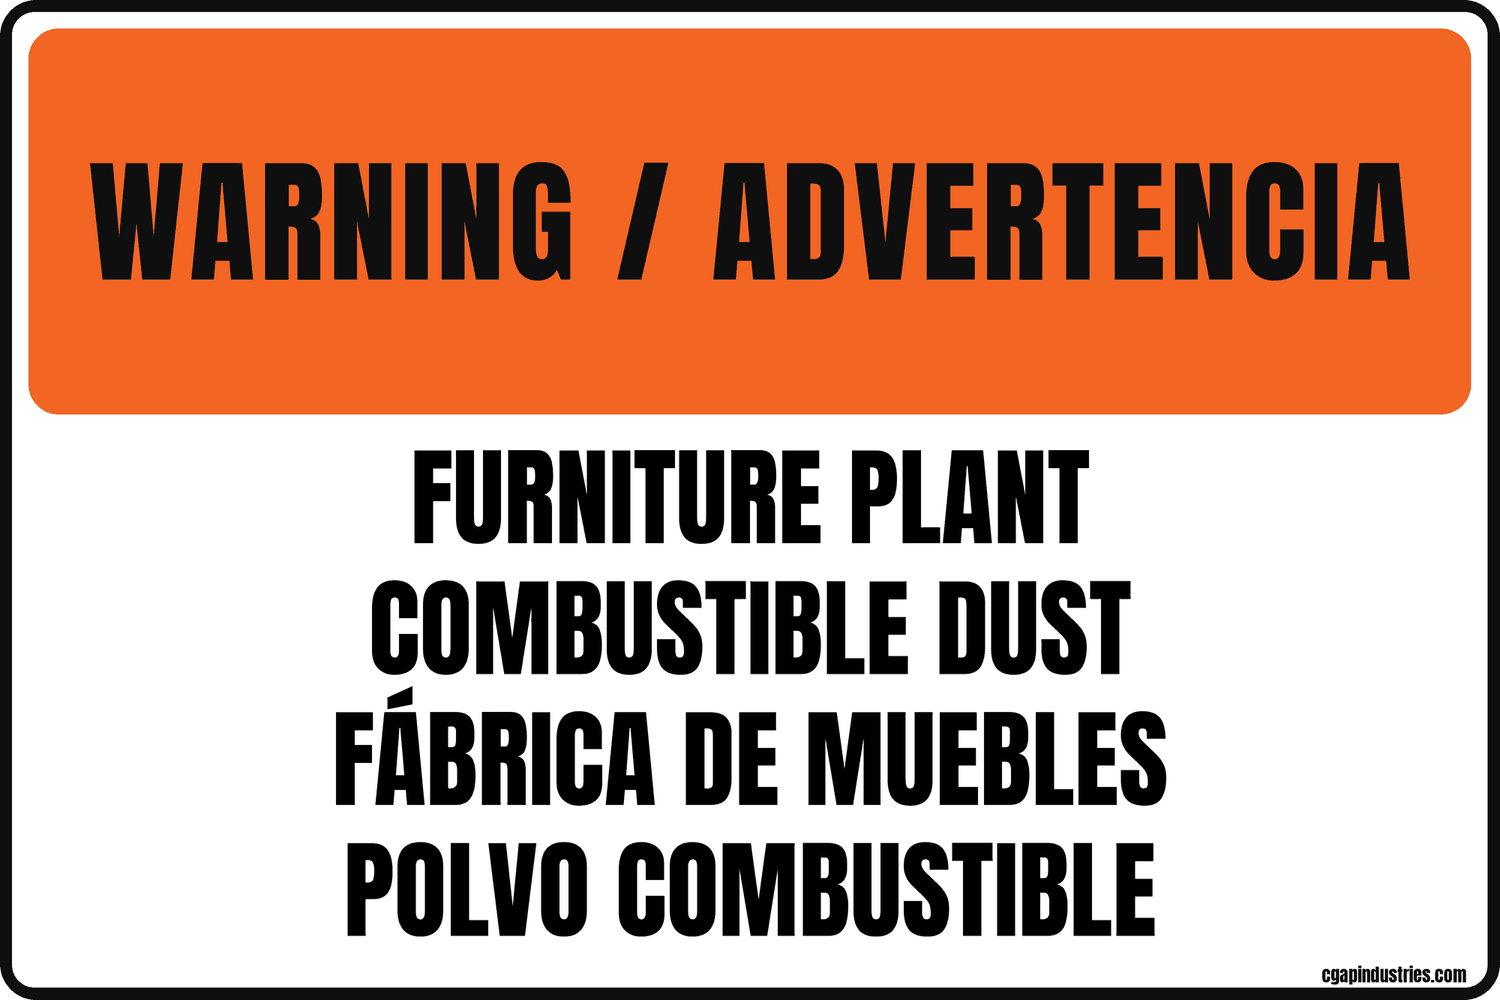 WARNING / ADVERTENCIA
FURNITURE PLANT
COMBUSTIBLE DUST
FÁBRICA DE MUEBLES
POLVO COMBUSTIBLE
cgapindustries.com